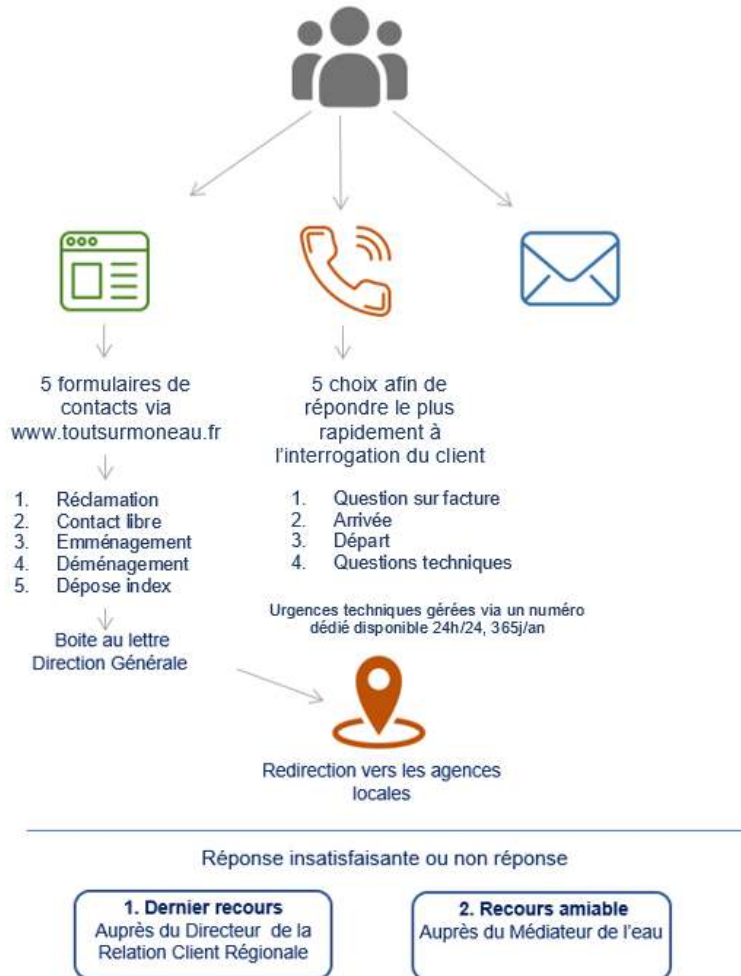 5 formulaires de
contacts via
www.toutsurmoneau.fr
1. Réclamation
2. Contact libre
3. Emménagement
4. Déménagement
5. Dépose index
Boite au lettre
Direction Générale
5 choix afin de
répondre le plus
rapidement à
l'interrogation du client
1. Question sur facture
2. Arrivée
3. Départ
4. Questions techniques
Urgences techniques gérées via un numéro
dédié disponible 24h/24, 365j/an
Redirection vers les agences
locales
Réponse insatisfaisante ou non réponse
1. Dernier recours
Auprès du Directeur de la
Relation Client Régionale
2. Recours amiable
Auprès du Médiateur de l'eau